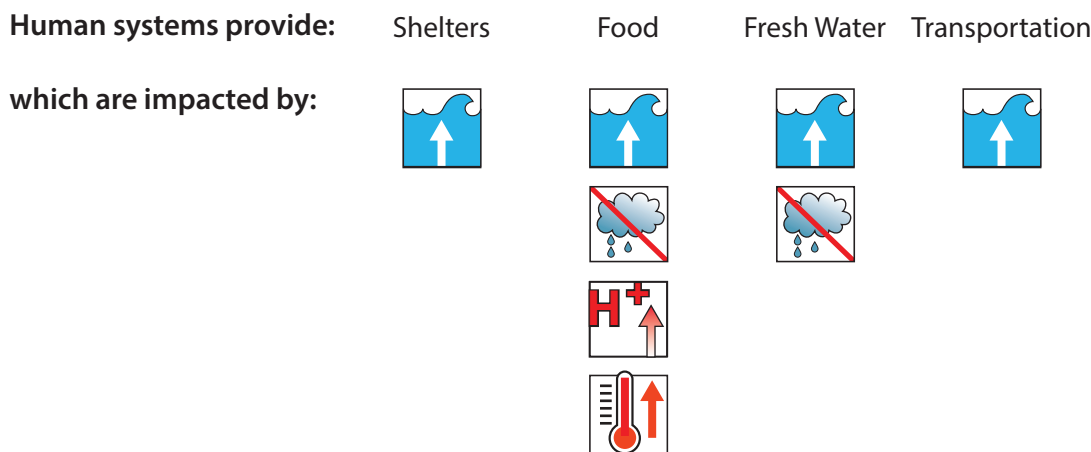 Human systems provide: Shelters Food Fresh Water Transportation
which are impacted by:
H+